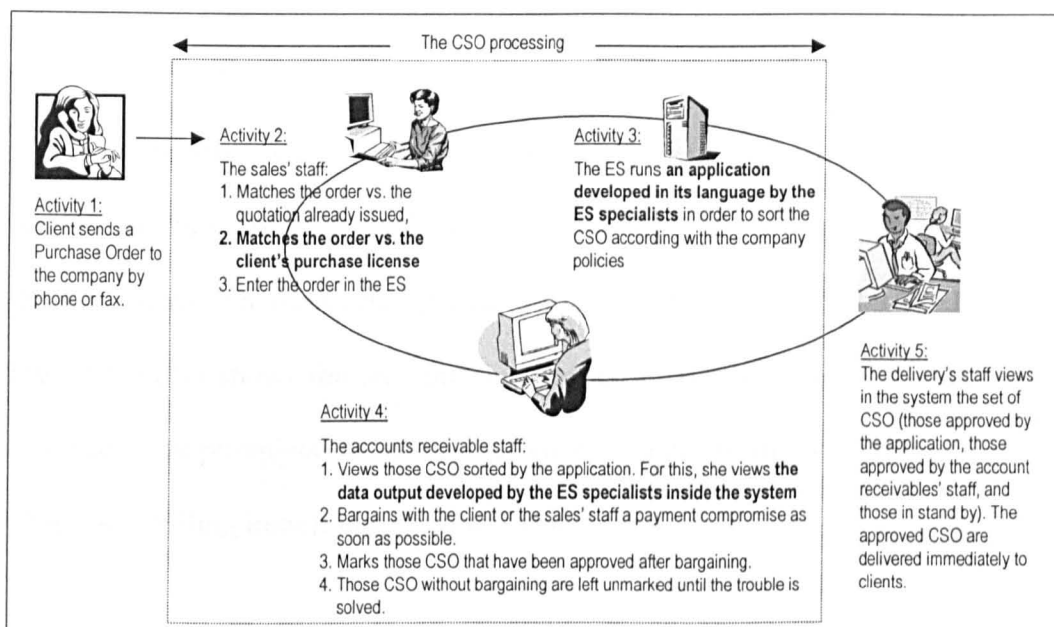 The CSO processing
Activity 1:
Client sends a
Purchase Order to
the company by
phone or fax.
Activity 2:
The sales' staff:
1. Matches the order vs. the
quotation already issued,
2. Matches the order vs. the
client's purchase license
3. Enter the order in the ES
Activity 3:
The ES runs an application
developed in its language by the
ES specialists in order to sort the
CSO according with the company
policies
Activity 4:
The accounts receivable staff:
1. Views those CSO sorted by the application. For this, she views the
data output developed by the ES specialists inside the system
2. Bargains with the client or the sales' staff a payment compromise as
soon as possible.
3. Marks those CSO that have been approved after bargaining.
4. Those CSO without bargaining are left unmarked until the trouble is
solved.
Activity 5:
The delivery's staff views
in the system the set of
CSO (those approved by
the application, those
approved by the account
receivables' staff, and
those in stand by). The
approved CSO are
delivered immediately to
clients.